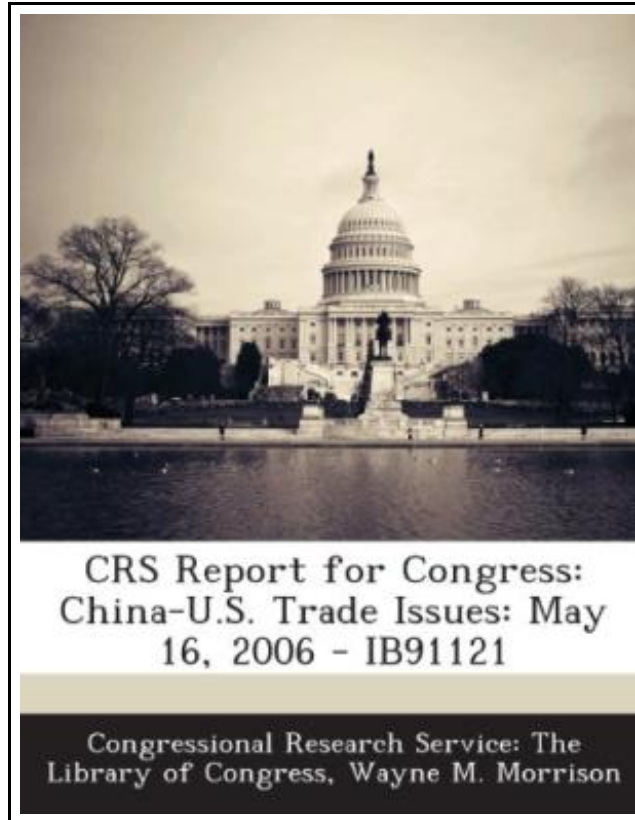 CRS Report for Congress:
China-U.S. Trade Issues: May
16, 2006 - IB91121
Congressional Research Service: The
Library of Congress, Wayne M. Morrison